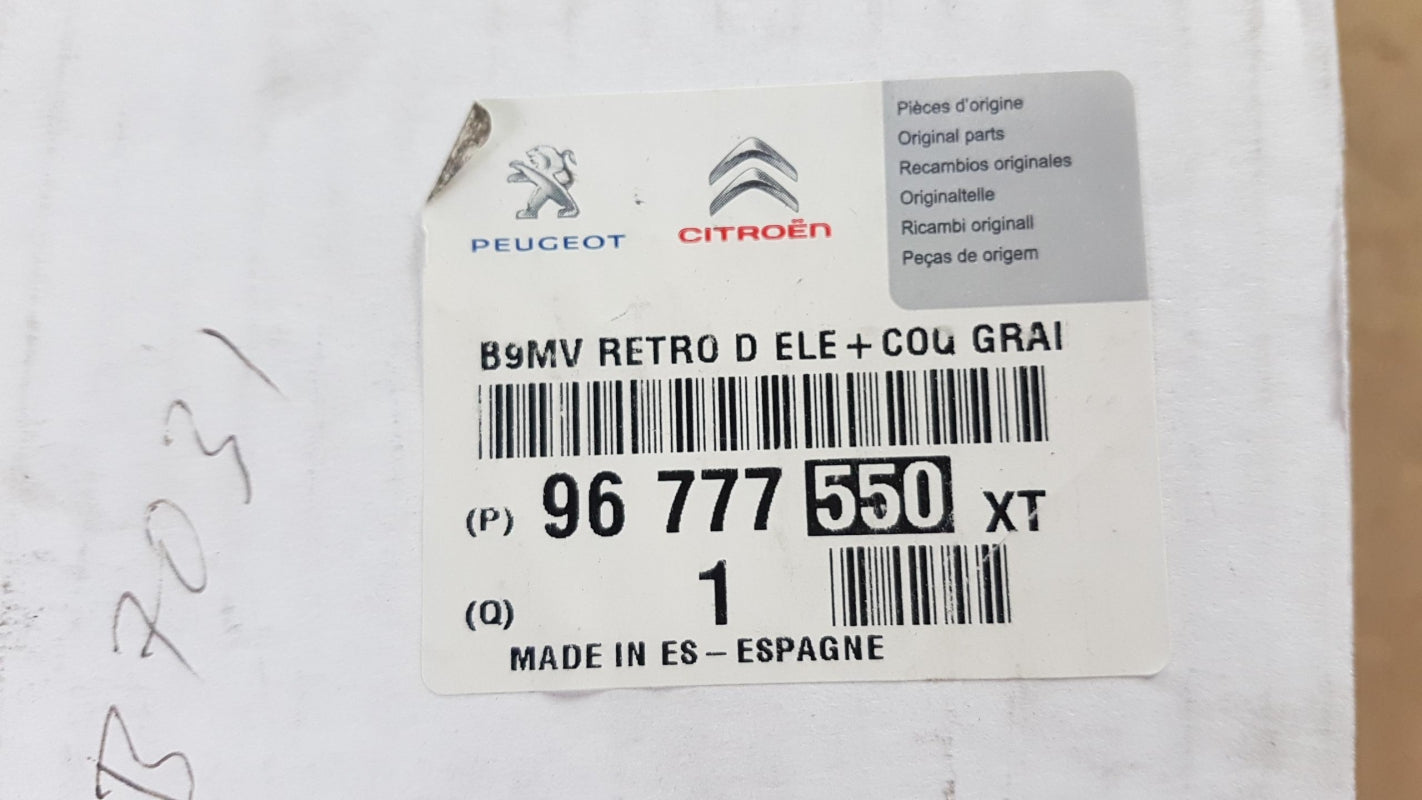 PEUGEOT
CITROËN
Pièces d'origine
Original parts
Recambios originales
Originalteile
Ricambi originali
Peças de origem
B9MV RETRO D ELE + COQ GRAI
(P) 96 777 550 XT
(Q) 1
MADE IN ES – ESPAGNE
B 7031